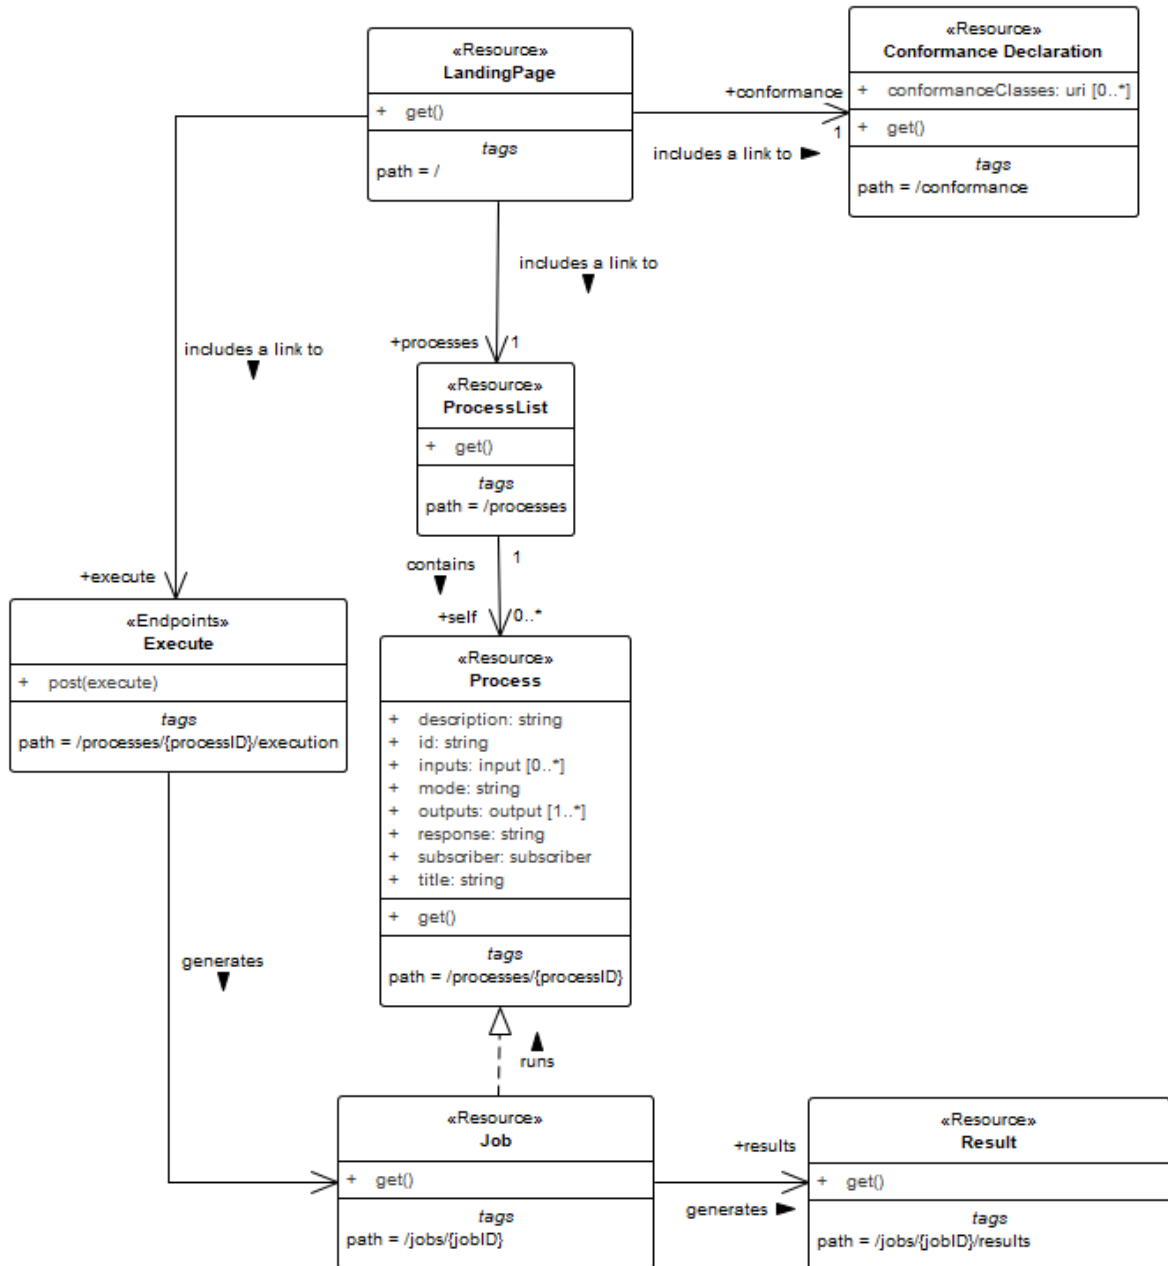 «Resource»
LandingPage
+ get()
tags
path = /
«Resource»
Conformance Declaration
+ conformanceClasses: uri [0..*]
+ get()
tags
path = /conformance
+conformance
1
includes a link to
includes a link to
includes a link to
+processes
1
«Resource»
ProcessList
+ get()
tags
path = /processes
contains
1
+self
0..*
+execute
«Endpoints»
Execute
+ post(execute)
tags
path = /processes/{processID}/execution
«Resource»
Process
+ description: string
+ id: string
+ inputs: input [0..*]
+ mode: string
+ outputs: output [1..*]
+ response: string
+ subscriber: subscriber
+ title: string
+ get()
tags
path = /processes/{processID}
generates
runs
«Resource»
Job
+ get()
tags
path = /jobs/{jobID}
+results
generates
«Resource»
Result
+ get()
tags
path = /jobs/{jobID}/results